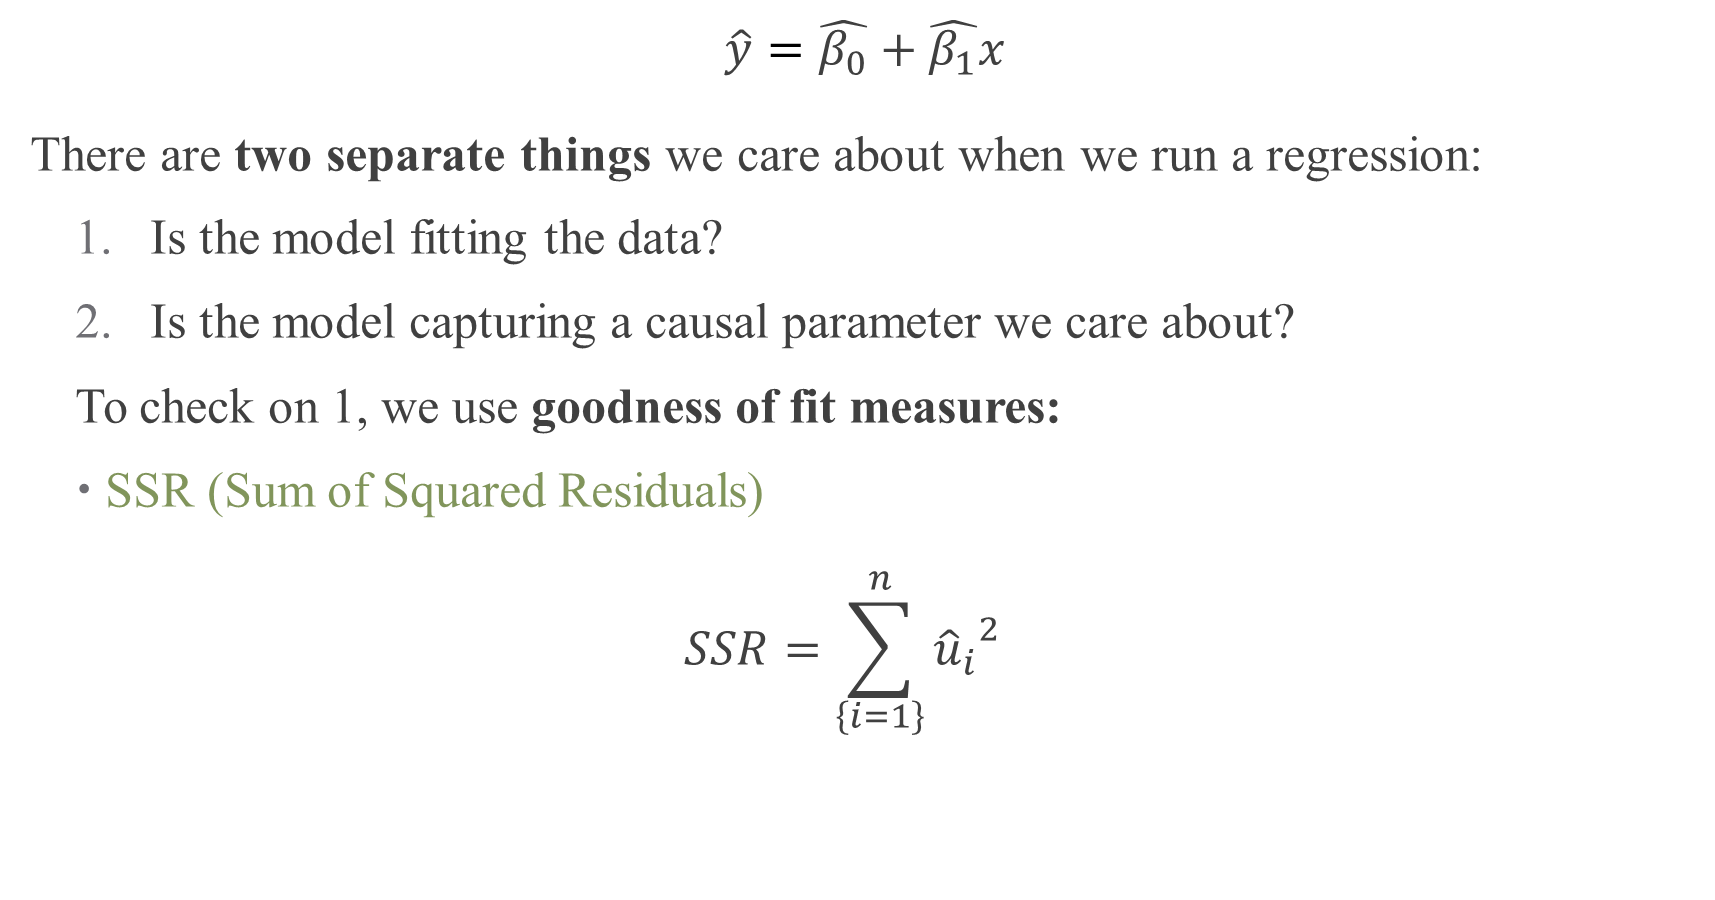 ŷ = β̂₀ + β̂₁x
There are two separate things we care about when we run a regression:
1. Is the model fitting the data?
2. Is the model capturing a causal parameter we care about?
To check on 1, we use goodness of fit measures:
• SSR (Sum of Squared Residuals)
SSR = ∑_{i=1}^n û_i²